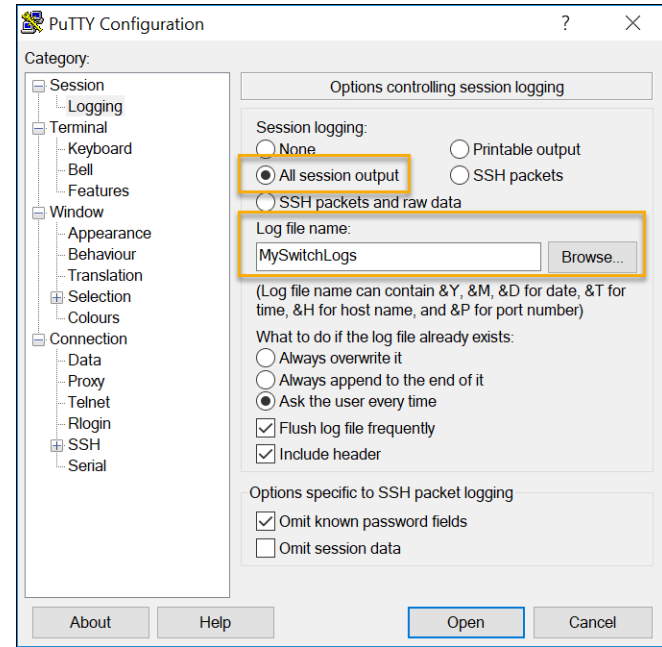 PuTTY Configuration
?
Category:
Session
Logging
Terminal
Keyboard
Bell
Features
Window
Appearance
Behaviour
Translation
Selection
Colours
Connection
Data
Proxy
Telnet
Rlogin
SSH
Serial
Options controlling session logging
Session logging:
None
Printable output
All session output
SSH packets
SSH packets and raw data
Log file name:
MySwitchLogs
Browse...
(Log file name can contain &Y, &M, &D for date, &T for
time, &H for host name, and &P for port number)
What to do if the log file already exists:
Always overwrite it
Always append to the end of it
Ask the user every time
Flush log file frequently
Include header
Options specific to SSH packet logging
Omit known password fields
Omit session data
About
Help
Open
Cancel